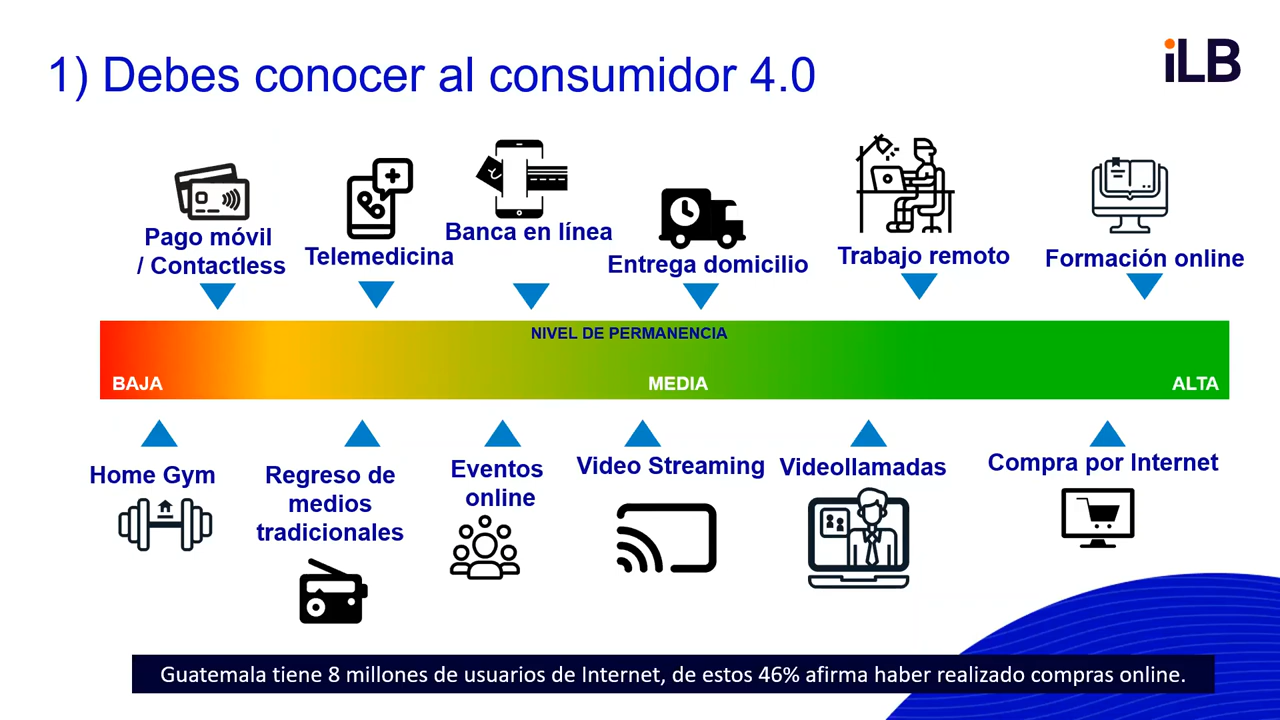 1) Debes conocer al consumidor 4.0
iLB
Pago móvil
/ Contactless
Telemedicina
Banca en línea
Entrega domicilio
Trabajo remoto
Formación online
NIVEL DE PERMANENCIA
BAJA
MEDIA
ALTA
Home Gym
Regreso de
medios
tradicionales
Eventos
online
Video Streaming
Videollamadas
Compra por Internet
Guatemala tiene 8 millones de usuarios de Internet, de estos 46% afirma haber realizado compras online.